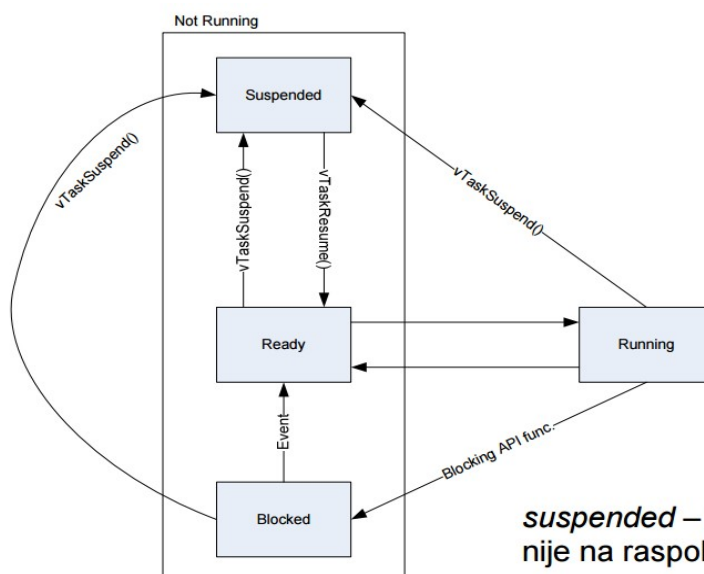 Not Running
Suspended
vTaskSuspend()
vTaskSuspend()
vTaskResume()
vTaskSuspend()
Ready
Running
Event
Blocking API func.
Blocked
suspended –
nije na raspol